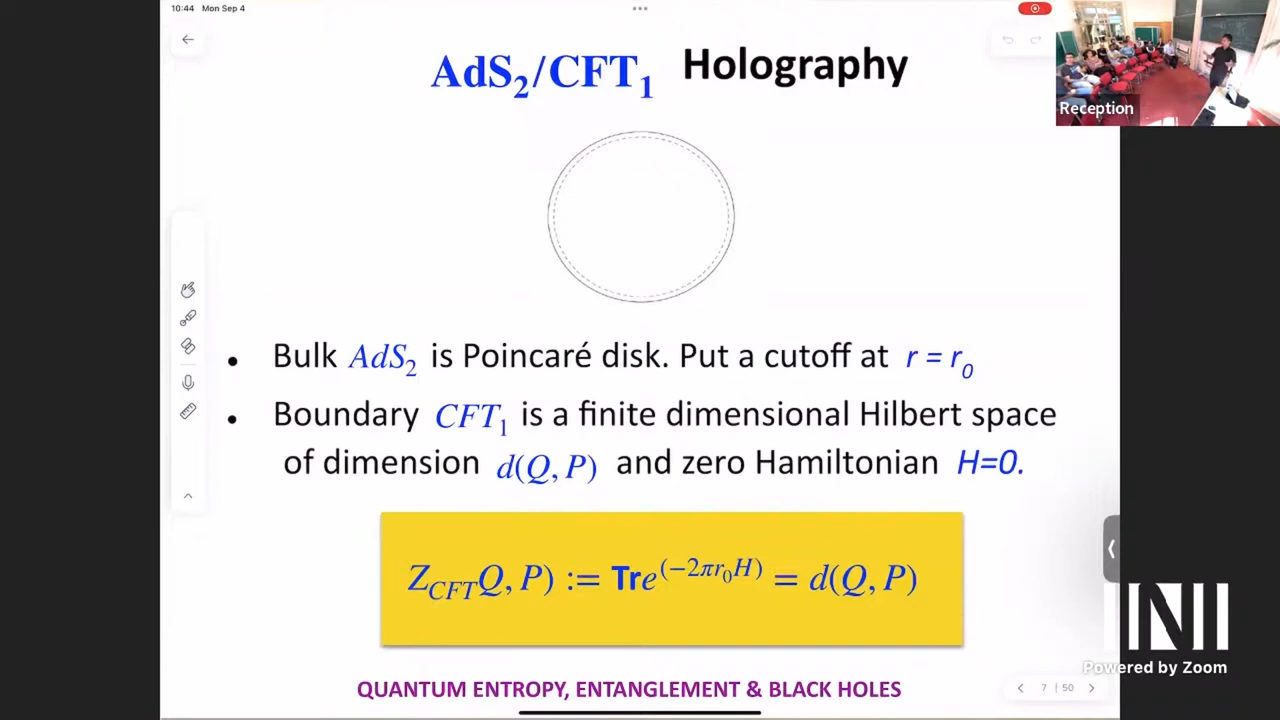 10:44 Mon Sep 4
AdS₂/CFT₁ Holography
Reception
• Bulk AdS₂ is Poincaré disk. Put a cutoff at r = r₀
• Boundary CFT₁ is a finite dimensional Hilbert space
of dimension d(Q, P) and zero Hamiltonian H=0.
Z_{CFT}Q, P) := Tre^{(−2πr₀H)} = d(Q, P)
QUANTUM ENTROPY, ENTANGLEMENT & BLACK HOLES
7 | 50
INI
Powered by Zoom